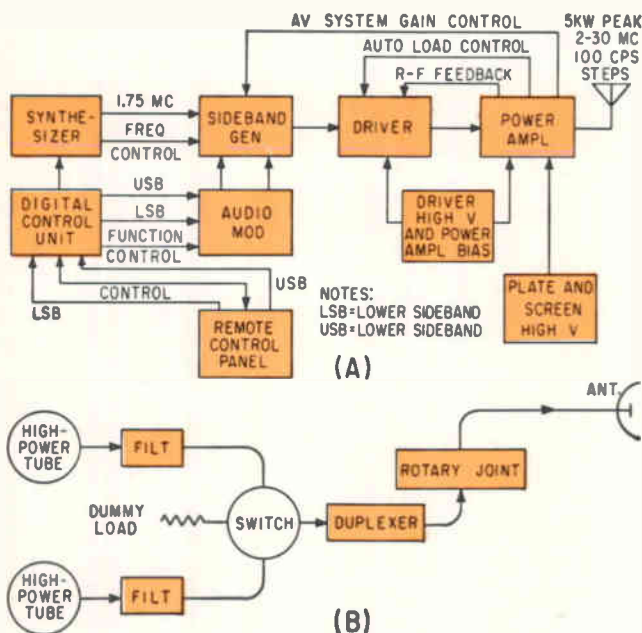 AV SYSTEM GAIN CONTROL
5KW PEAK
2-30 MC
100 CPS
STEPS
AUTO LOAD CONTROL
R-F FEEDBACK
SYNTHE-
SIZER
1.75 MC
FREQ
CONTROL
SIDEBAND
GEN
DRIVER
POWER
AMPL
DIGITAL
CONTROL
UNIT
USB
LSB
FUNCTION
CONTROL
AUDIO
MOD
DRIVER
HIGH V
AND POWER
AMPL BIAS
PLATE AND
SCREEN
HIGH V
LSB
CONTROL
USB
REMOTE
CONTROL
PANEL
NOTES:
LSB=LOWER SIDEBAND
USB=LOWER SIDEBAND
(A)
HIGH-
POWER
TUBE
FILT
DUMMY
LOAD
SWITCH
DUPLEXER
ROTARY JOINT
ANT.
HIGH-
POWER
TUBE
FILT
(B)